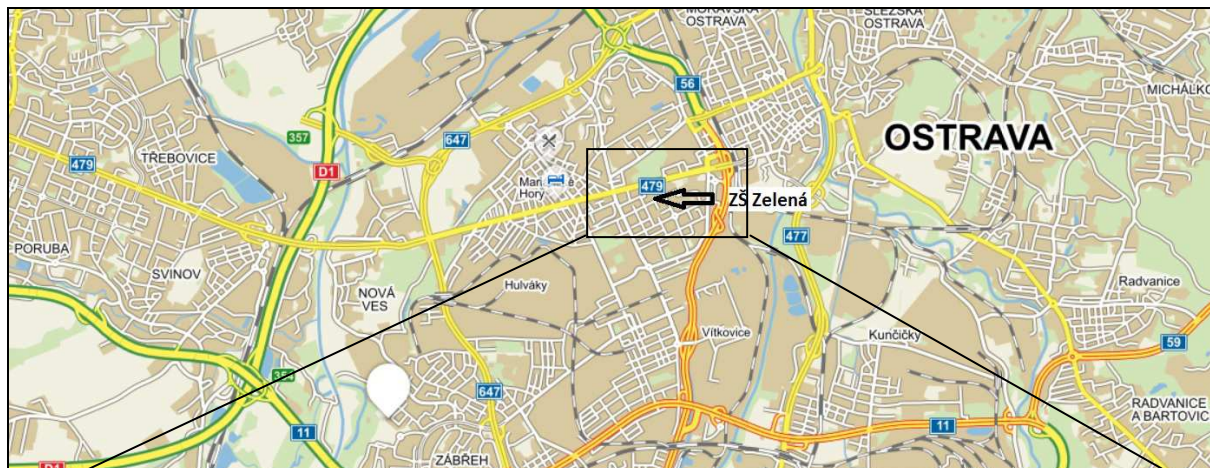 MORAVSKÁ
OSTRAVA
SLEZSKÁ
OSTRAVA
56
MICHÁLKO
647
OSTRAVA
357
479
TŘEBOVICE
D1
Hory
479
ZŠ Zelená
PORUBA
SVINOV
477
NOVÁ
VES
Hulváky
Radvanice
Vítkovice
Kunčičky
59
647
RADVANICE
A BARTOVIC
11
11
D1
ZÁBŘEH